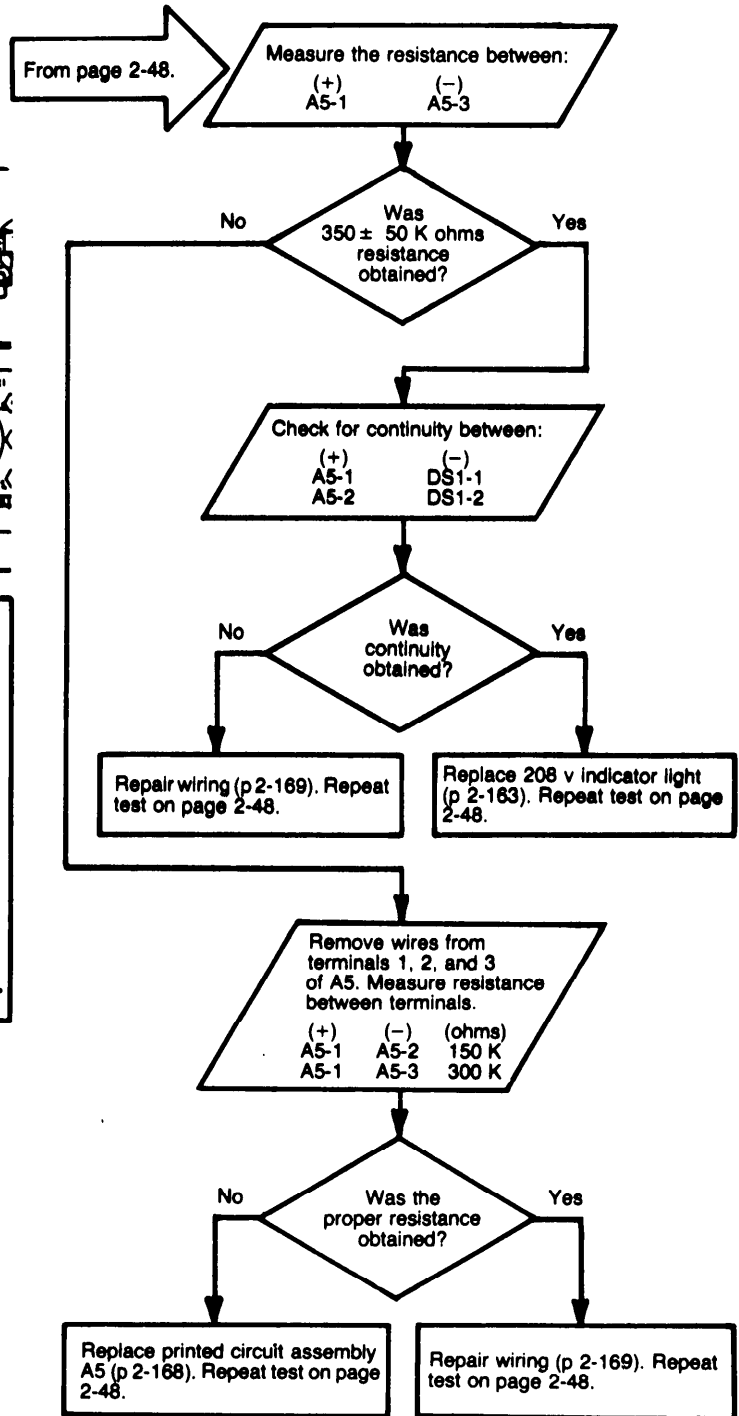 From page 2-48.
Measure the resistance between:
(+) (−)
A5-1 A5-3
Was
350 ± 50 K ohms
resistance
obtained?
No
Yes
Check for continuity between:
(+) (−)
A5-1 DS1-1
A5-2 DS1-2
Was
continuity
obtained?
No
Yes
Repair wiring (p 2-169). Repeat
test on page 2-48.
Replace 208 v indicator light
(p 2-163). Repeat test on page
2-48.
Remove wires from
terminals 1, 2, and 3
of A5. Measure resistance
between terminals.
(+) (−) (ohms)
A5-1 A5-2 150 K
A5-1 A5-3 300 K
Was the
proper resistance
obtained?
No
Yes
Replace printed circuit assembly
A5 (p 2-168). Repeat test on page
2-48.
Repair wiring (p 2-169). Repeat
test on page 2-48.